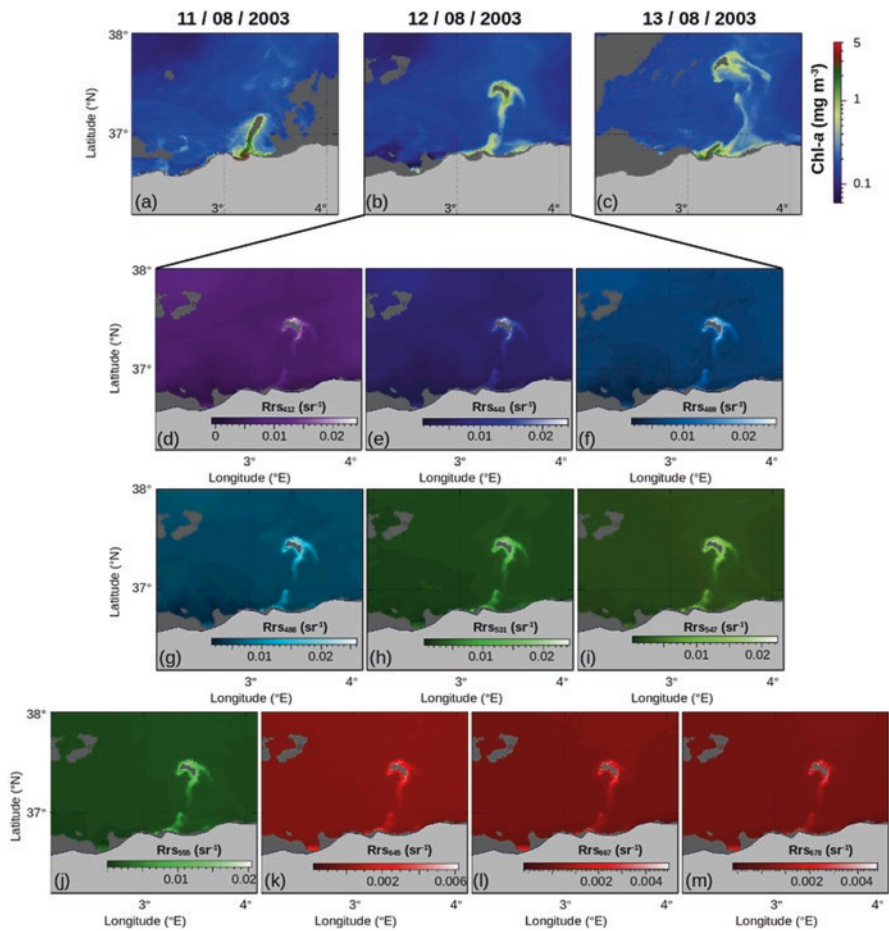 11 / 08 / 2003 12 / 08 / 2003 13 / 08 / 2003
38°
37°
Latitude (°N)
(a) 3° 4°
(b) 3° 4°
(c) 3° 4°
5
1
0.1
Chl-a (mg m⁻³)
38°
37°
Latitude (°N)
Rrs₄₁₂ (sr⁻¹) Rrs₄₄₃ (sr⁻¹) Rrs₄₆₉ (sr⁻¹)
(d) 0 0.01 0.02 (e) 0.01 0.02 (f) 0.01 0.02
3° 4° 3° 4° 3° 4°
Longitude (°E) Longitude (°E) Longitude (°E)
38°
37°
Latitude (°N)
Rrs₄₈₈ (sr⁻¹) Rrs₅₃₁ (sr⁻¹) Rrs₅₄₇ (sr⁻¹)
(g) 0.01 0.02 (h) 0.01 0.02 (i) 0.01 0.02
3° 4° 3° 4° 3° 4°
Longitude (°E) Longitude (°E) Longitude (°E)
38°
37°
Latitude (°N)
Rrs₅₅₅ (sr⁻¹) Rrs₆₄₅ (sr⁻¹) Rrs₆₆₇ (sr⁻¹) Rrs₆₇₈ (sr⁻¹)
(j) 0.01 0.02 (k) 0.002 0.006 (l) 0.002 0.004 (m) 0.002 0.004
3° 4° 3° 4° 3° 4° 3° 4°
Longitude (°E) Longitude (°E) Longitude (°E) Longitude (°E)